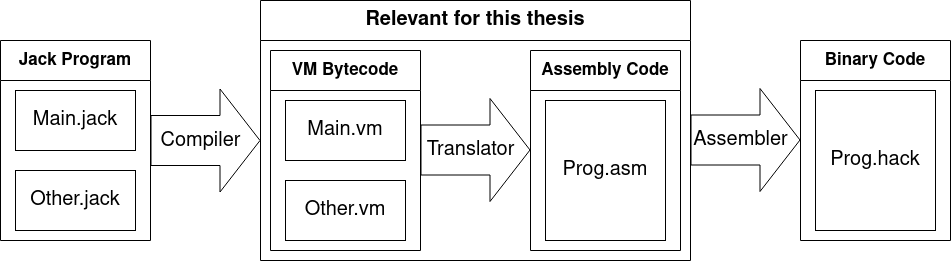 Relevant for this thesis
Jack Program
Main.jack
Other.jack
Compiler
VM Bytecode
Main.vm
Other.vm
Translator
Assembly Code
Prog.asm
Assembler
Binary Code
Prog.hack